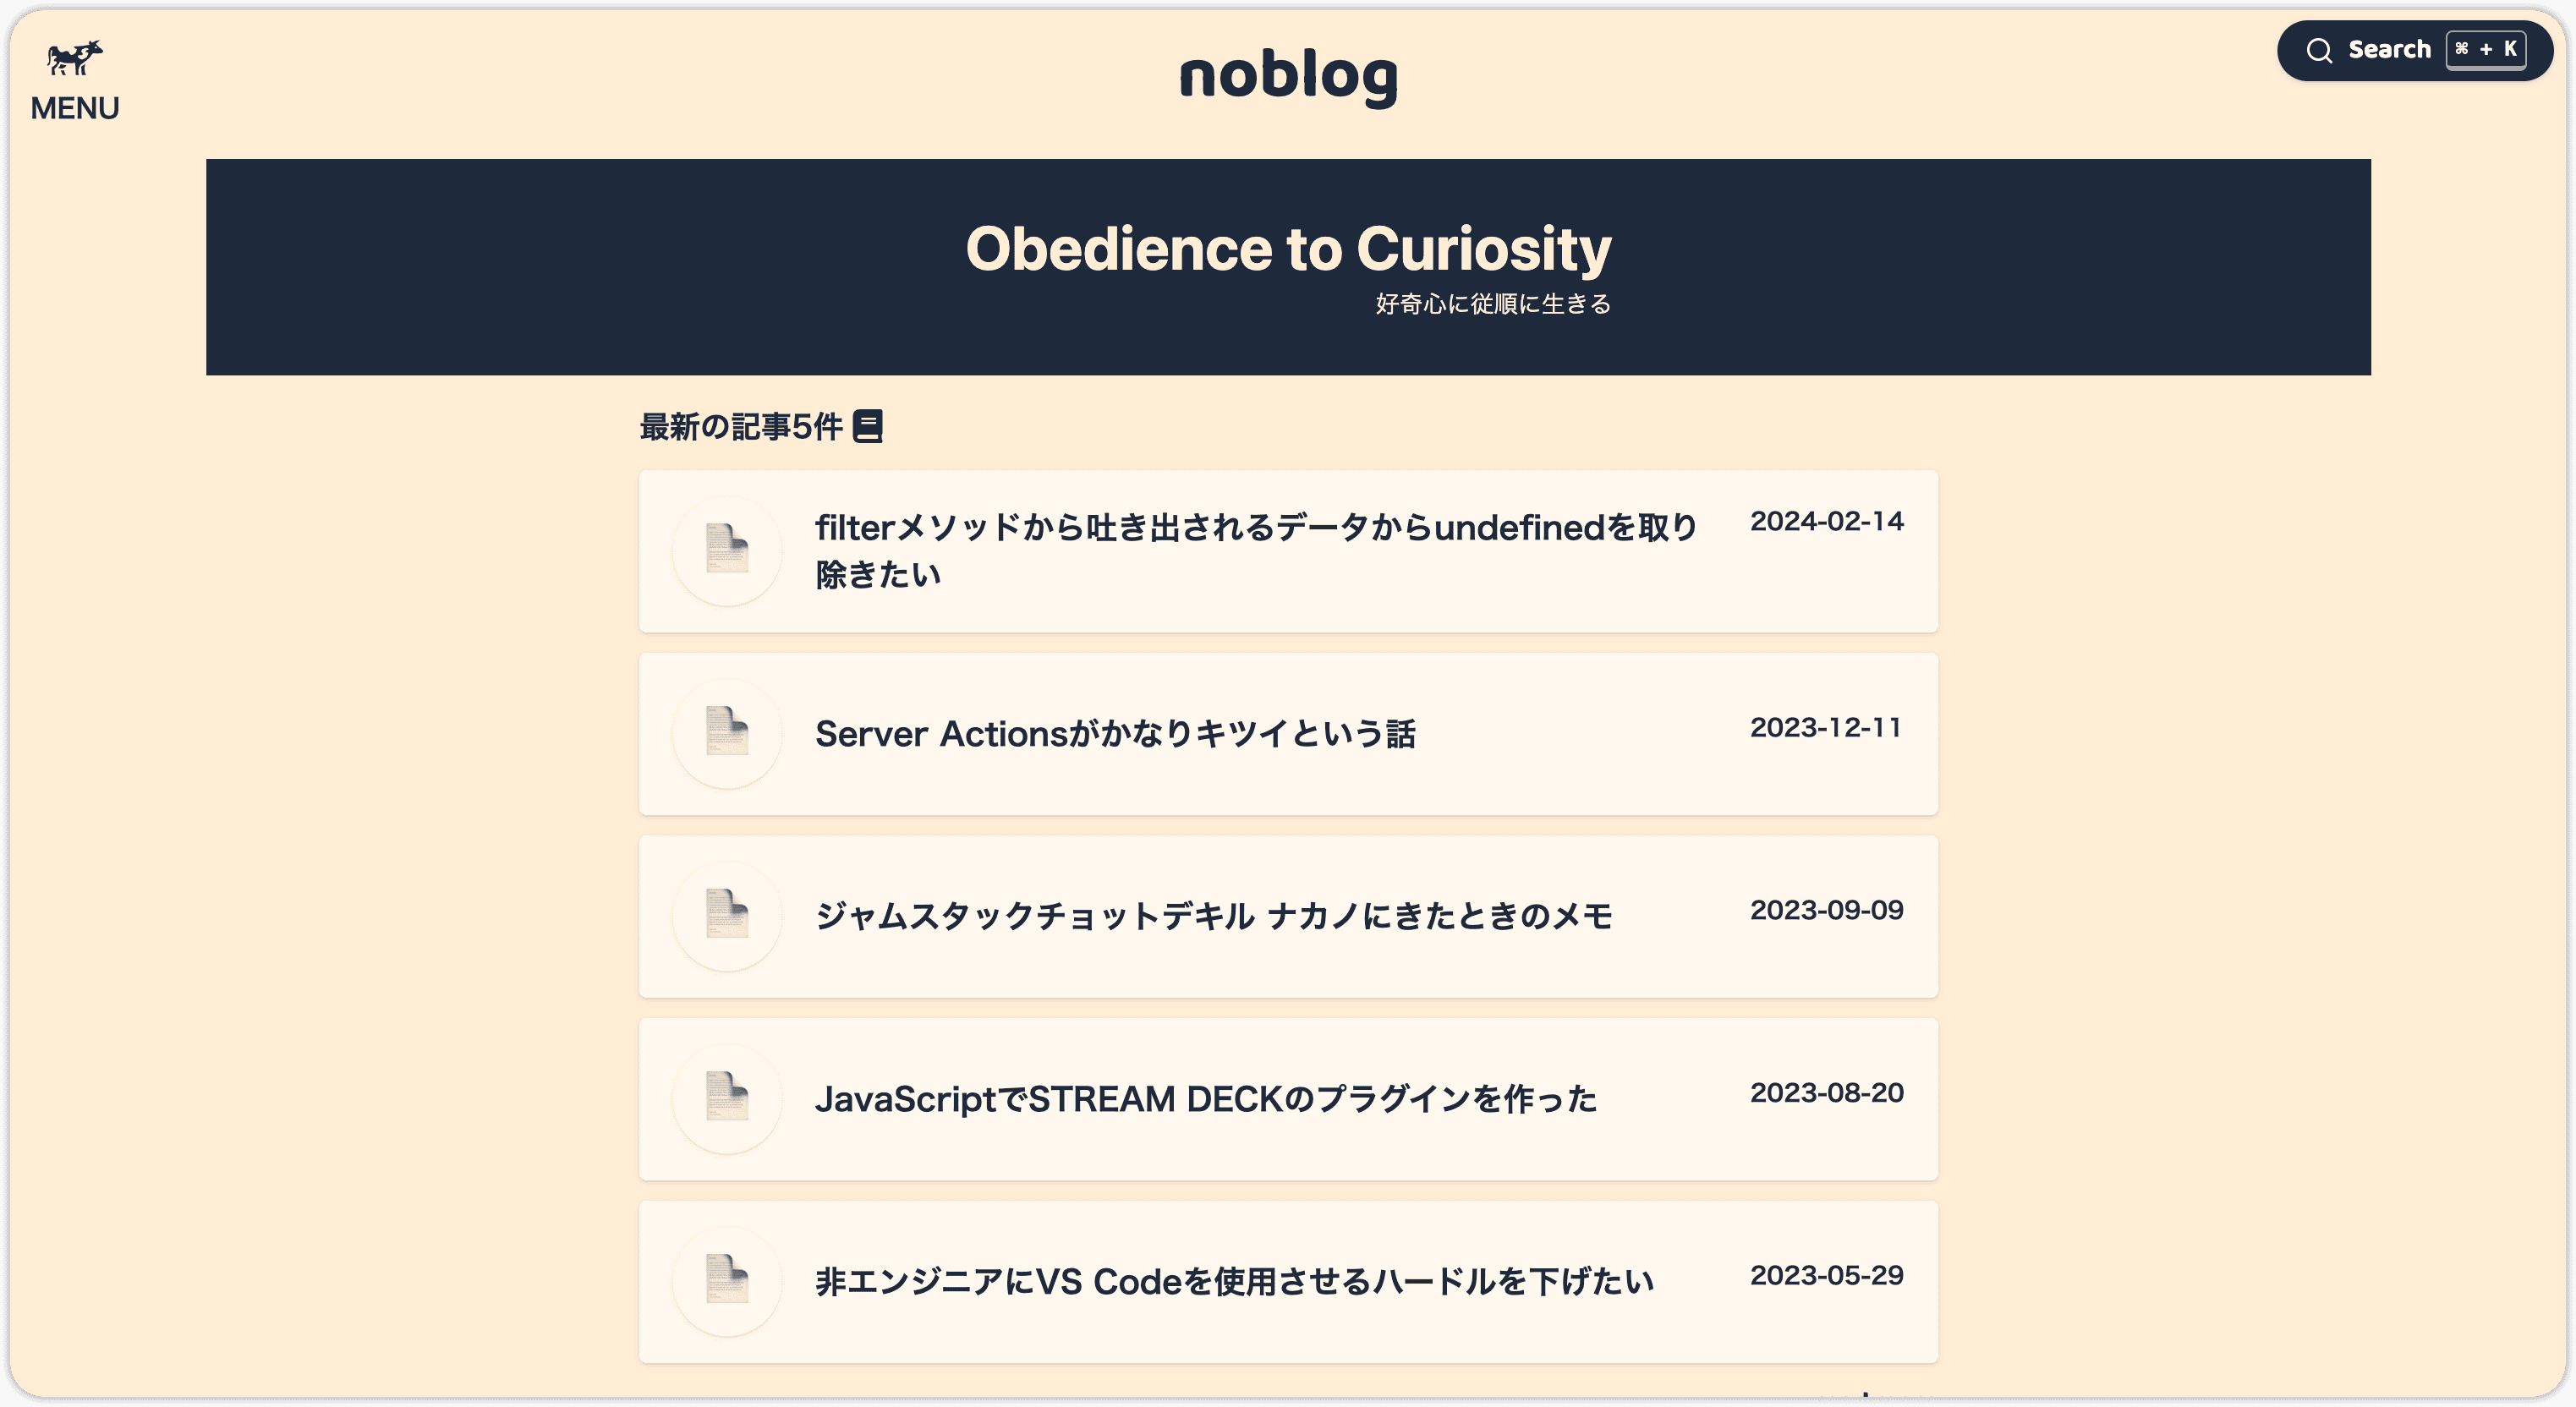 MENU
noblog
Search ⌘ + K
Obedience to Curiosity
好奇心に従順に生きる
最新の記事5件
filterメソッドから吐き出されるデータからundefinedを取り
除きたい
2024-02-14
Server Actionsがかなりキツイという話
2023-12-11
ジャムスタックチョットデキル ナカノにきたときのメモ
2023-09-09
JavaScriptでSTREAM DECKのプラグインを作った
2023-08-20
非エンジニアにVS Codeを使用させるハードルを下げたい
2023-05-29